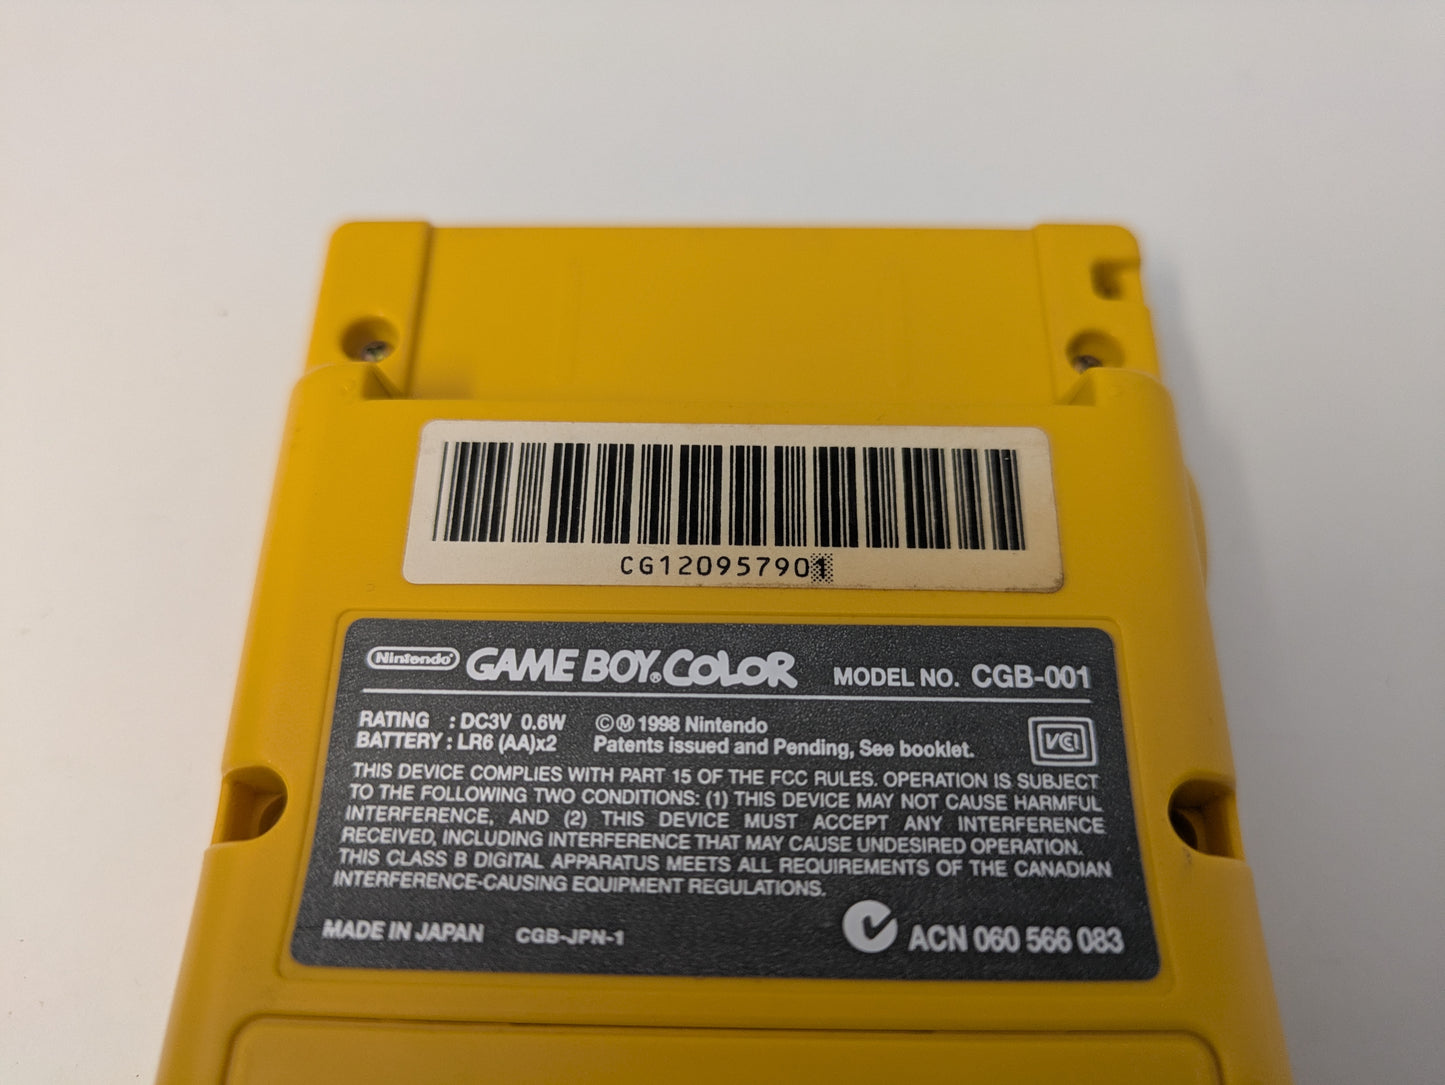 CG120957901
Nintendo GAME BOY COLOR MODEL NO. CGB-001
RATING : DC3V 0.6W ©Ⓜ 1998 Nintendo
BATTERY : LR6 (AA)x2 Patents issued and Pending, See booklet.
VCI
THIS DEVICE COMPLIES WITH PART 15 OF THE FCC RULES. OPERATION IS SUBJECT
TO THE FOLLOWING TWO CONDITIONS: (1) THIS DEVICE MAY NOT CAUSE HARMFUL
INTERFERENCE, AND (2) THIS DEVICE MUST ACCEPT ANY INTERFERENCE
RECEIVED, INCLUDING INTERFERENCE THAT MAY CAUSE UNDESIRED OPERATION.
THIS CLASS B DIGITAL APPARATUS MEETS ALL REQUIREMENTS OF THE CANADIAN
INTERFERENCE-CAUSING EQUIPMENT REGULATIONS.
MADE IN JAPAN CGB-JPN-1 ACN 060 566 083